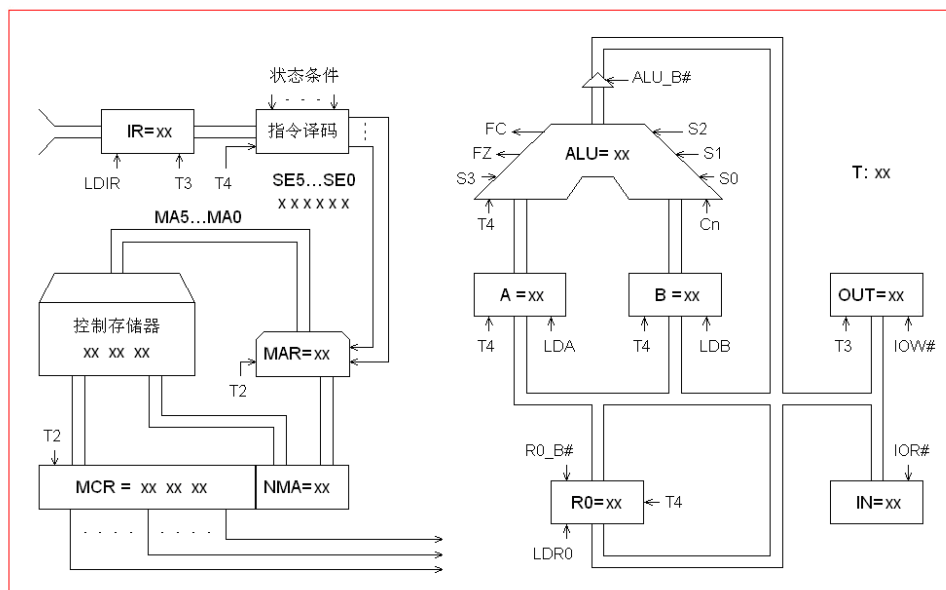 状态条件
IR=xx
指令译码
LDIR
T3
T4
SE5...SE0
xxxxxx
MA5...MA0
控制存储器
xx xx xx
MAR=xx
T2
T2
MCR = xx xx xx
NMA=xx
ALU_B#
FC
S2
FZ
ALU= xx
S1
S3
S0
T4
Cn
T: xx
A =xx
B =xx
OUT=xx
T4
LDA
T4
LDB
T3
IOW#
R0_B#
IOR#
R0=xx
T4
IN=xx
LDR0